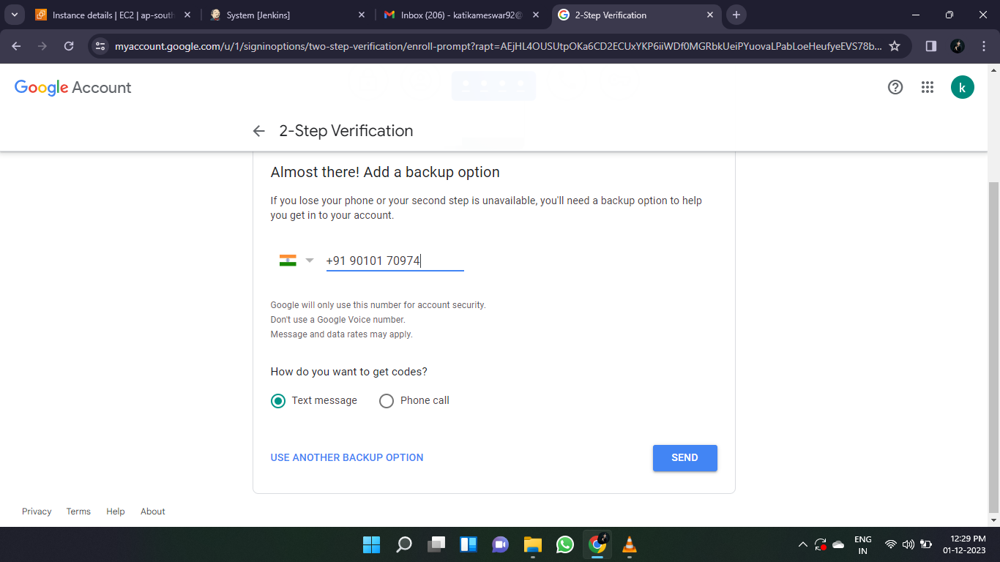 Instance details | EC2 | ap-south
System [Jenkins]
Inbox (206) - katikameswar92@
2-Step Verification
myaccount.google.com/u/1/signinoptions/two-step-verification/enroll-prompt?rapt=AEjHL4OUSUtpOKa6CD2ECUxYKP6iiWDf0MGRbkUeiPYuovaLPabLoeHeufyeEVS78b...
Google Account
k
2-Step Verification
Almost there! Add a backup option
If you lose your phone or your second step is unavailable, you'll need a backup option to help
you get in to your account.
+91 90101 70974
Google will only use this number for account security.
Don't use a Google Voice number.
Message and data rates may apply.
How do you want to get codes?
Text message
Phone call
USE ANOTHER BACKUP OPTION
SEND
Privacy
Terms
Help
About
ENG
IN
12:29 PM
01-12-2023